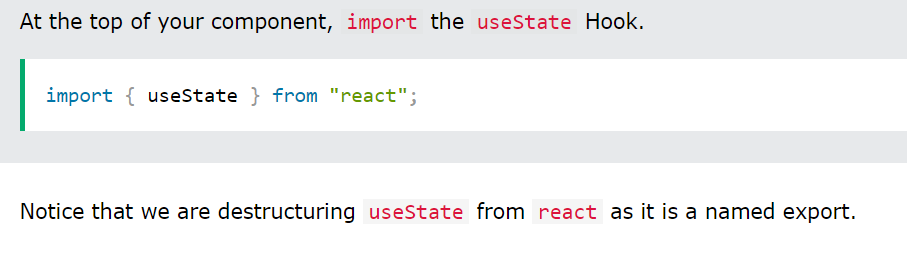 At the top of your component, import the useState Hook.
import { useState } from "react";
Notice that we are destructuring useState from react as it is a named export.